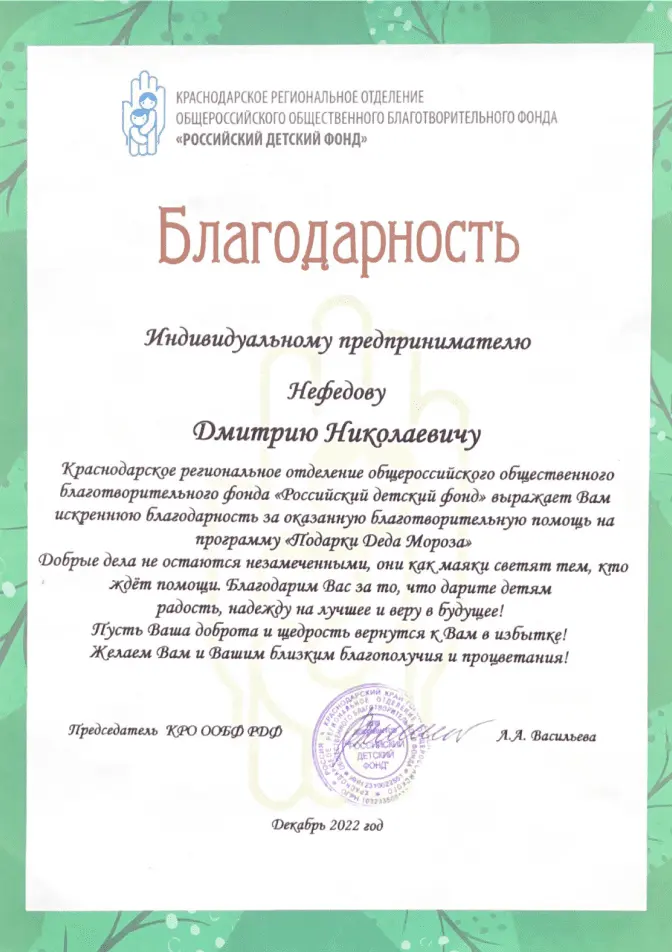 КРАСНОДАРСКОЕ РЕГИОНАЛЬНОЕ ОТДЕЛЕНИЕ
ОБЩЕРОССИЙСКОГО ОБЩЕСТВЕННОГО БЛАГОТВОРИТЕЛЬНОГО ФОНДА
«РОССИЙСКИЙ ДЕТСКИЙ ФОНД»
Благодарность
Индивидуальному предпринимателю
Нефедову
Дмитрию Николаевичу
Краснодарское региональное отделение общероссийского общественного
благотворительного фонда «Российский детский фонд» выражает Вам
искреннюю благодарность за оказанную благотворительную помощь на
программу «Подарки Деда Мороза»
Добрые дела не остаются незамеченными, они как маяки светят тем, кто
ждёт помощи. Благодарим Вас за то, что дарите детям
радость, надежду на лучшее и веру в будущее!
Пусть Ваша доброта и щедрость вернутся к Вам в избытке!
Желаем Вам и Вашим близким благополучия и процветания!
Председатель КРО ООБФ РДФ
РОССИЙСКИЙ
ДЕТСКИЙ
ФОНД
Л.А. Васильева
Декабрь 2022 год